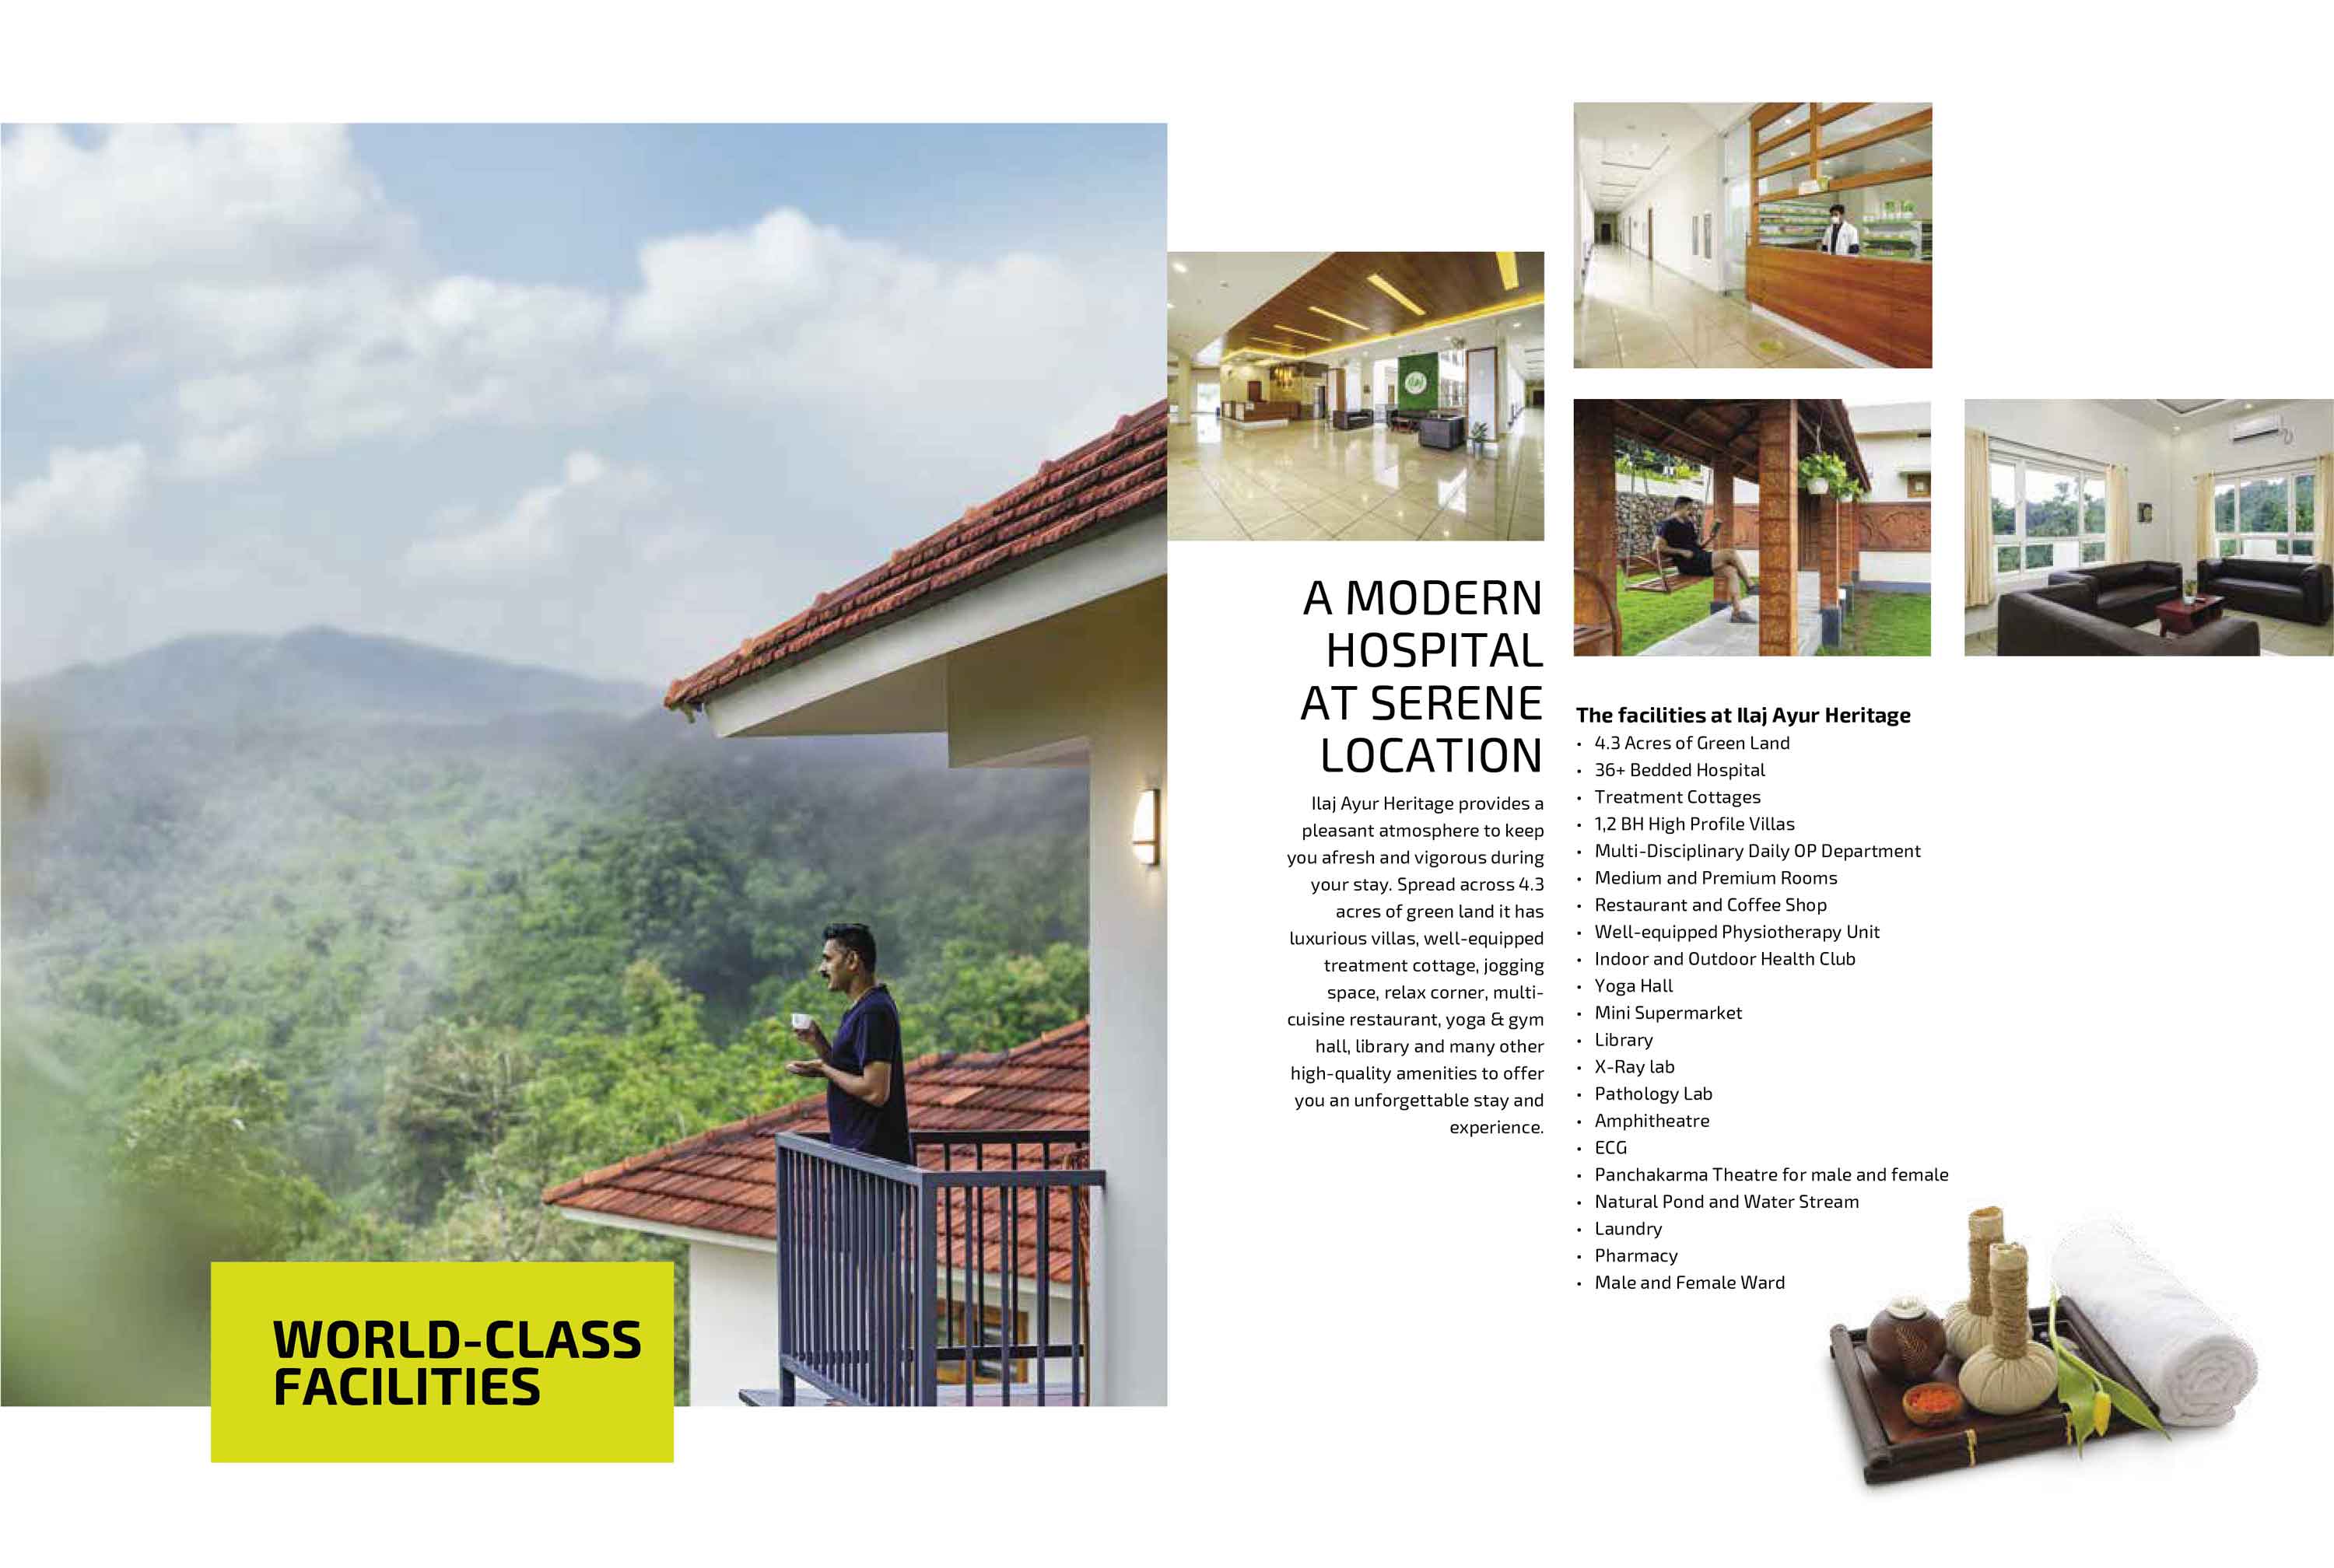 WORLD-CLASS
FACILITIES
ilaj
A MODERN
HOSPITAL
AT SERENE
LOCATION
Ilaj Ayur Heritage provides a
pleasant atmosphere to keep
you afresh and vigorous during
your stay. Spread across 4.3
acres of green land it has
luxurious villas, well-equipped
treatment cottage, jogging
space, relax corner, multi-
cuisine restaurant, yoga & gym
hall, library and many other
high-quality amenities to offer
you an unforgettable stay and
experience.
The facilities at Ilaj Ayur Heritage
• 4.3 Acres of Green Land
• 36+ Bedded Hospital
• Treatment Cottages
• 1,2 BH High Profile Villas
• Multi-Disciplinary Daily OP Department
• Medium and Premium Rooms
• Restaurant and Coffee Shop
• Well-equipped Physiotherapy Unit
• Indoor and Outdoor Health Club
• Yoga Hall
• Mini Supermarket
• Library
• X-Ray lab
• Pathology Lab
• Amphitheatre
• ECG
• Panchakarma Theatre for male and female
• Natural Pond and Water Stream
• Laundry
• Pharmacy
• Male and Female Ward